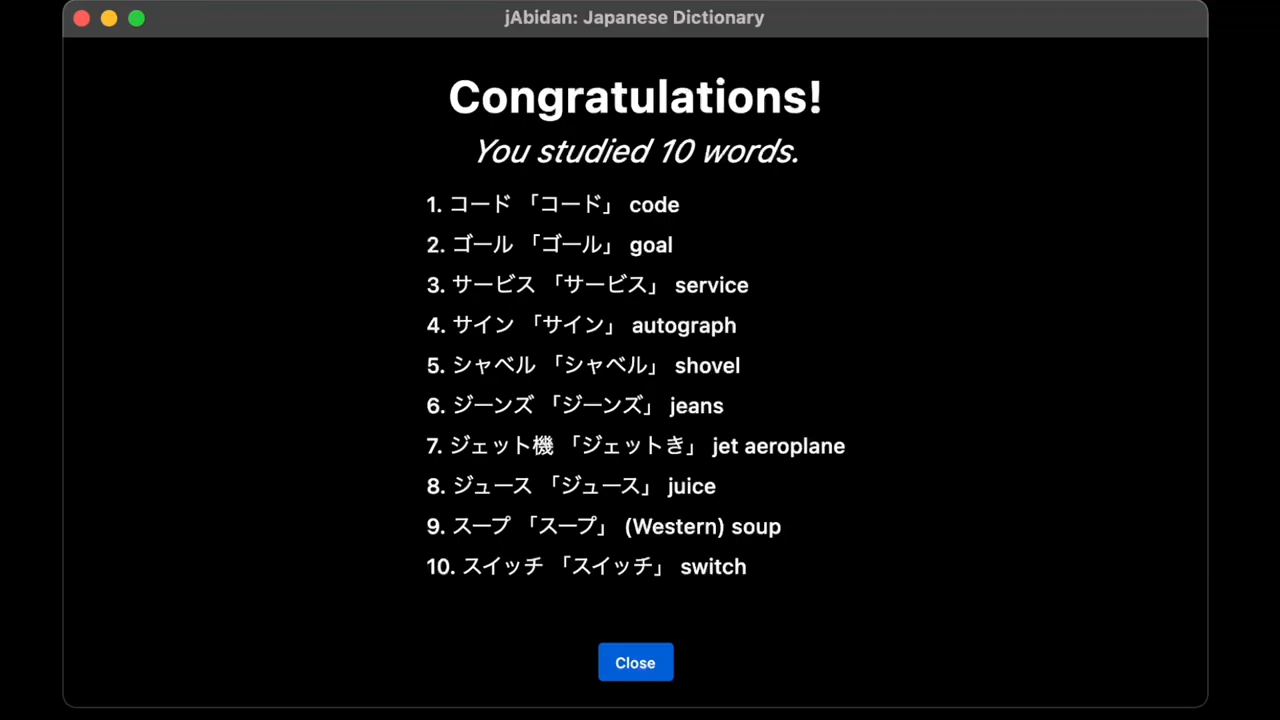 jAbidan: Japanese Dictionary
Congratulations!
You studied 10 words.
1. コード 「コード」 code
2. ゴール 「ゴール」 goal
3. サービス 「サービス」 service
4. サイン 「サイン」 autograph
5. シャベル 「シャベル」 shovel
6. ジーンズ 「ジーンズ」 jeans
7. ジェット機 「ジェットき」 jet aeroplane
8. ジュース 「ジュース」 juice
9. スープ 「スープ」 (Western) soup
10. スイッチ 「スイッチ」 switch
Close